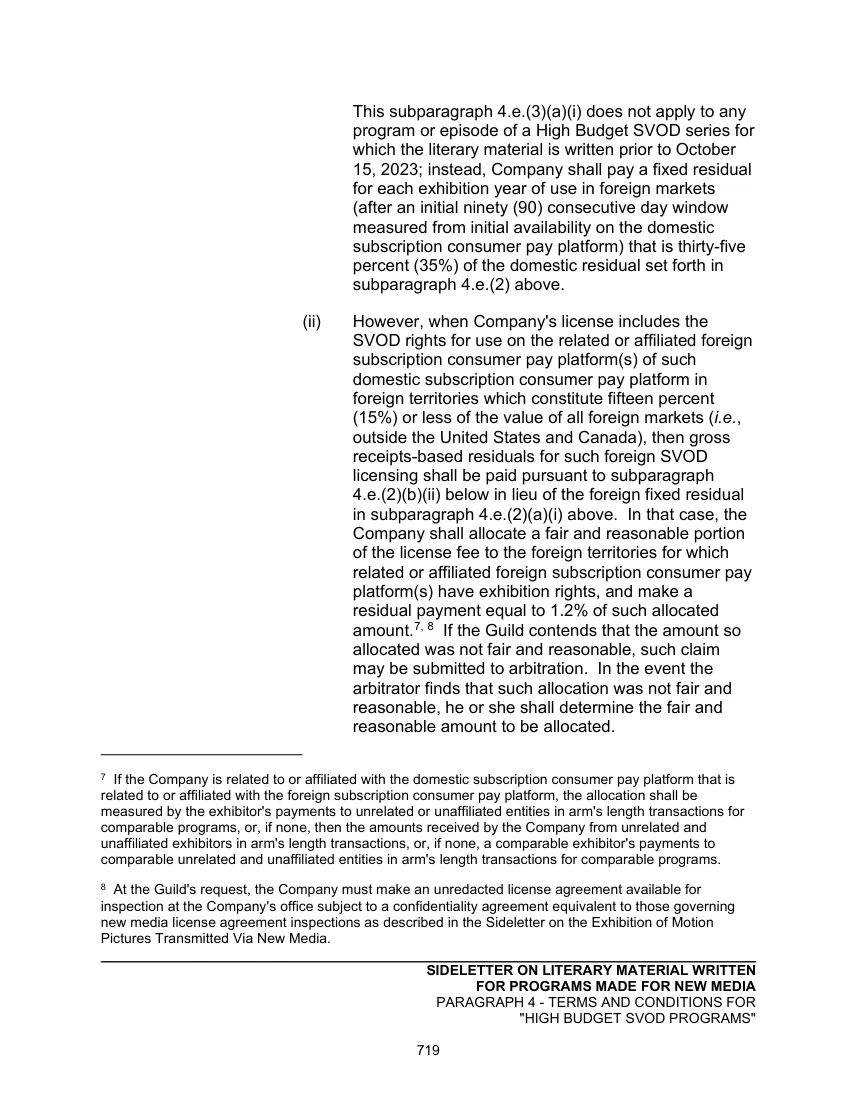 This subparagraph 4.e.(3)(a)(i) does not apply to any
program or episode of a High Budget SVOD series for
which the literary material is written prior to October
15, 2023; instead, Company shall pay a fixed residual
for each exhibition year of use in foreign markets
(after an initial ninety (90) consecutive day window
measured from initial availability on the domestic
subscription consumer pay platform) that is thirty-five
percent (35%) of the domestic residual set forth in
subparagraph 4.e.(2) above.
(ii) However, when Company's license includes the
SVOD rights for use on the related or affiliated foreign
subscription consumer pay platform(s) of such
domestic subscription consumer pay platform in
foreign territories which constitute fifteen percent
(15%) or less of the value of all foreign markets (i.e.,
outside the United States and Canada), then gross
receipts-based residuals for such foreign SVOD
licensing shall be paid pursuant to subparagraph
4.e.(2)(b)(ii) below in lieu of the foreign fixed residual
in subparagraph 4.e.(2)(a)(i) above.  In that case, the
Company shall allocate a fair and reasonable portion
of the license fee to the foreign territories for which
related or affiliated foreign subscription consumer pay
platform(s) have exhibition rights, and make a
residual payment equal to 1.2% of such allocated
amount.7, 8  If the Guild contends that the amount so
allocated was not fair and reasonable, such claim
may be submitted to arbitration.  In the event the
arbitrator finds that such allocation was not fair and
reasonable, he or she shall determine the fair and
reasonable amount to be allocated.
7  If the Company is related to or affiliated with the domestic subscription consumer pay platform that is
related to or affiliated with the foreign subscription consumer pay platform, the allocation shall be
measured by the exhibitor's payments to unrelated or unaffiliated entities in arm's length transactions for
comparable programs, or, if none, then the amounts received by the Company from unrelated and
unaffiliated exhibitors in arm's length transactions, or, if none, a comparable exhibitor's payments to
comparable unrelated and unaffiliated entities in arm's length transactions for comparable programs.
8  At the Guild's request, the Company must make an unredacted license agreement available for
inspection at the Company's office subject to a confidentiality agreement equivalent to those governing
new media license agreement inspections as described in the Sideletter on the Exhibition of Motion
Pictures Transmitted Via New Media.
SIDELETTER ON LITERARY MATERIAL WRITTEN
FOR PROGRAMS MADE FOR NEW MEDIA
PARAGRAPH 4 - TERMS AND CONDITIONS FOR
"HIGH BUDGET SVOD PROGRAMS"
719